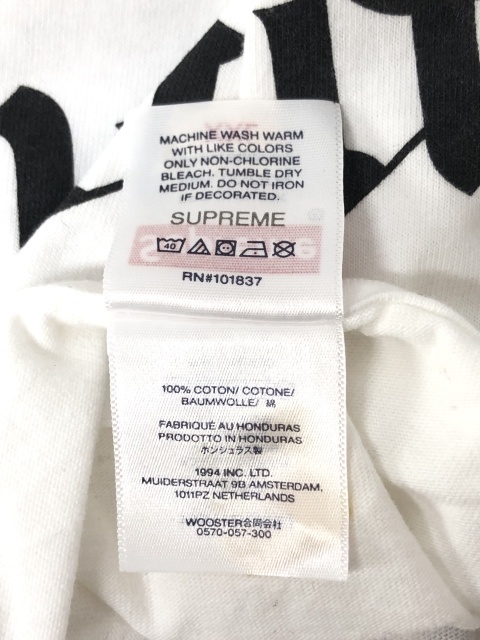 MACHINE WASH WARM
WITH LIKE COLORS
ONLY NON-CHLORINE
BLEACH. TUMBLE DRY
MEDIUM. DO NOT IRON
IF DECORATED.
SUPREME
40
RN#101837
100% COTON/ COTONE/
BAUMWOLLE/ 綿
FABRIQUÉ AU HONDURAS
PRODOTTO IN HONDURAS
ホンジュラス製
1994 INC. LTD.
MUIDERSTRAAT 9B AMSTERDAM,
1011PZ NETHERLANDS
WOOSTER合同会社
0570-057-300